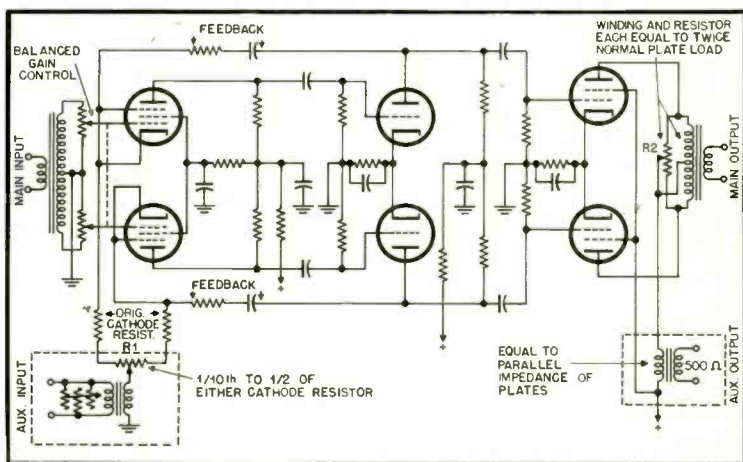 FEEDBACK
BALANCED
GAIN
CONTROL
WINDING AND RESISTOR
EACH EQUAL TO TWICE
NORMAL PLATE LOAD
MAIN INPUT
R2
MAIN OUTPUT
FEEDBACK
ORIG.
CATHODE
RESIST.
R1
1/10th TO 1/2 OF
EITHER CATHODE RESISTOR
AUX. INPUT
EQUAL TO
PARALLEL
IMPEDANCE OF
PLATES
500 Ω
AUX. OUTPUT
+
+
+